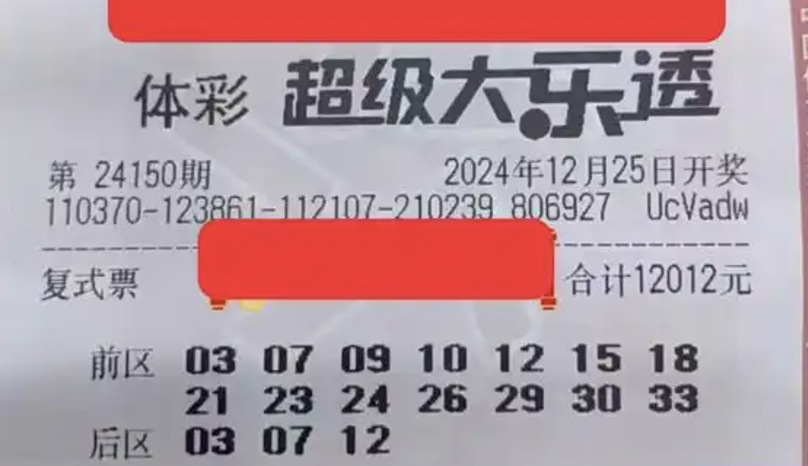 体彩 超级大乐透
第 24150期 2024年12月25日开奖
110370-123861-112107-210239 806927 UcVadw
复式票 合计12012元
前区 03 07 09 10 12 15 18
21 23 24 26 29 30 33
后区 03 07 12